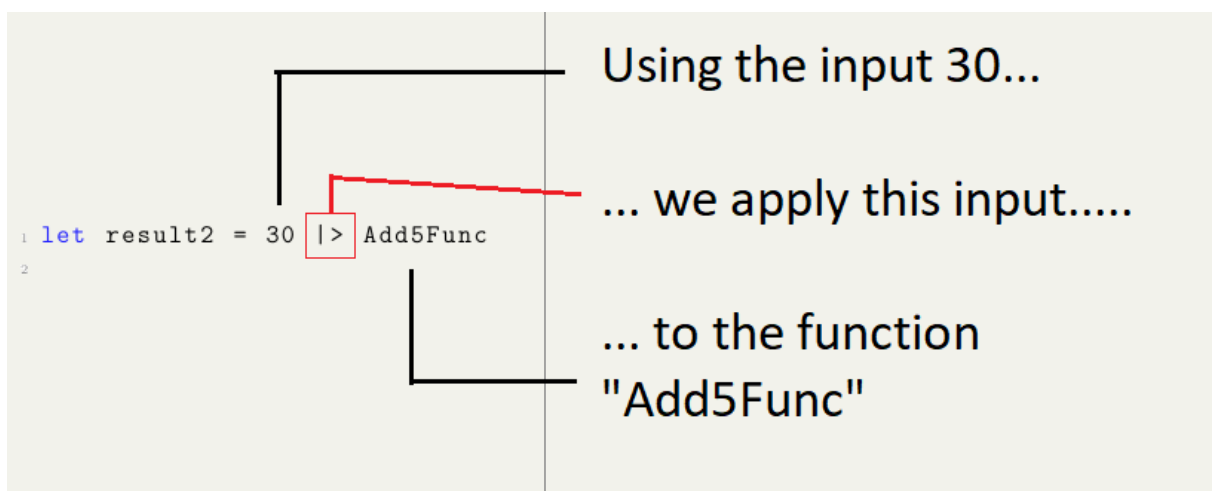 Using the input 30...
... we apply this input.....
1 let result2 = 30 |> Add5Func
2
... to the function
"Add5Func"